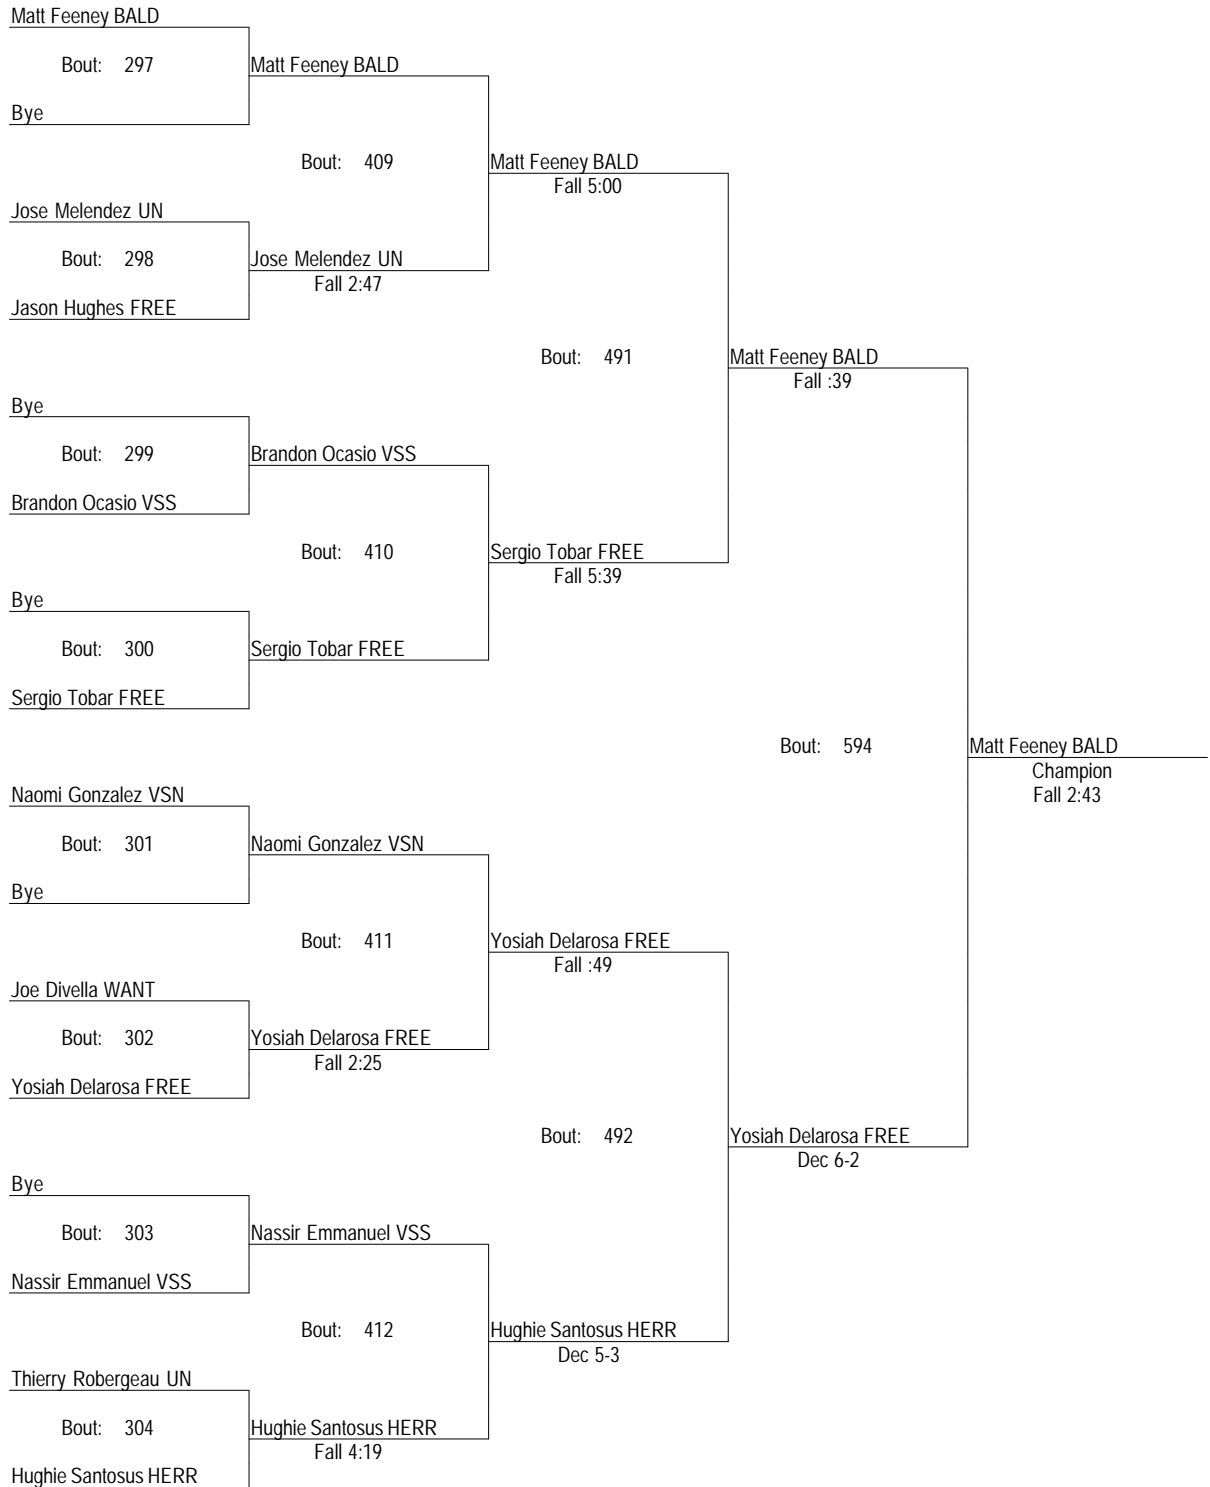 Matt Feeney BALD
Bout: 297 Matt Feeney BALD
Bye
Bout: 409 Matt Feeney BALD
Fall 5:00
Jose Melendez UN
Bout: 298 Jose Melendez UN
Fall 2:47
Jason Hughes FREE
Bout: 491 Matt Feeney BALD
Fall :39
Bye
Bout: 299 Brandon Ocasio VSS
Brandon Ocasio VSS
Bout: 410 Sergio Tobar FREE
Fall 5:39
Bye
Bout: 300 Sergio Tobar FREE
Sergio Tobar FREE
Bout: 594 Matt Feeney BALD
Champion
Fall 2:43
Naomi Gonzalez VSN
Bout: 301 Naomi Gonzalez VSN
Bye
Bout: 411 Yosiah Delarosa FREE
Fall :49
Joe Divella WANT
Bout: 302 Yosiah Delarosa FREE
Fall 2:25
Yosiah Delarosa FREE
Bout: 492 Yosiah Delarosa FREE
Dec 6-2
Bye
Bout: 303 Nassir Emmanuel VSS
Nassir Emmanuel VSS
Bout: 412 Hughie Santosus HERR
Dec 5-3
Thierry Robergeau UN
Bout: 304 Hughie Santosus HERR
Fall 4:19
Hughie Santosus HERR